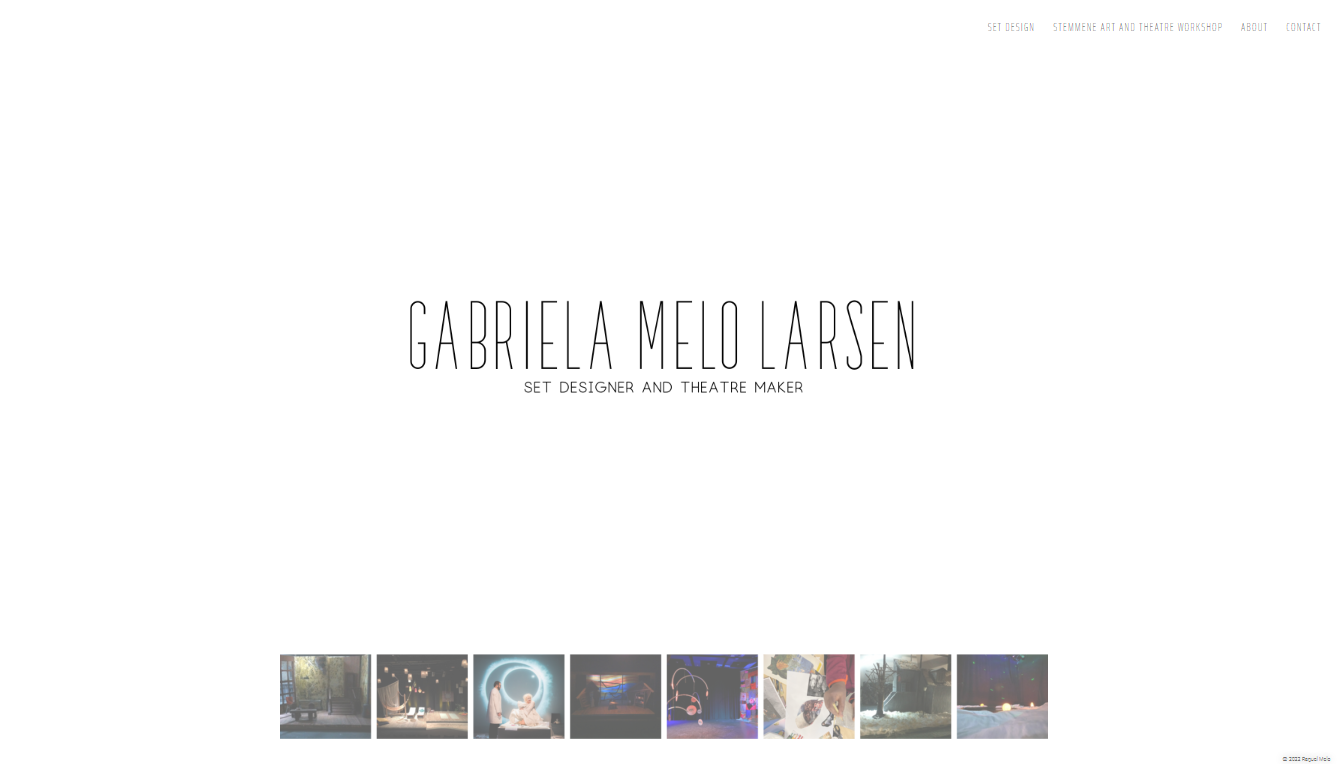 SET DESIGN STEMMENE ART AND THEATRE WORKSHOP ABOUT CONTACT
GABRIELA MELO LARSEN
SET DESIGNER AND THEATRE MAKER
© 2022 Raquel Melo